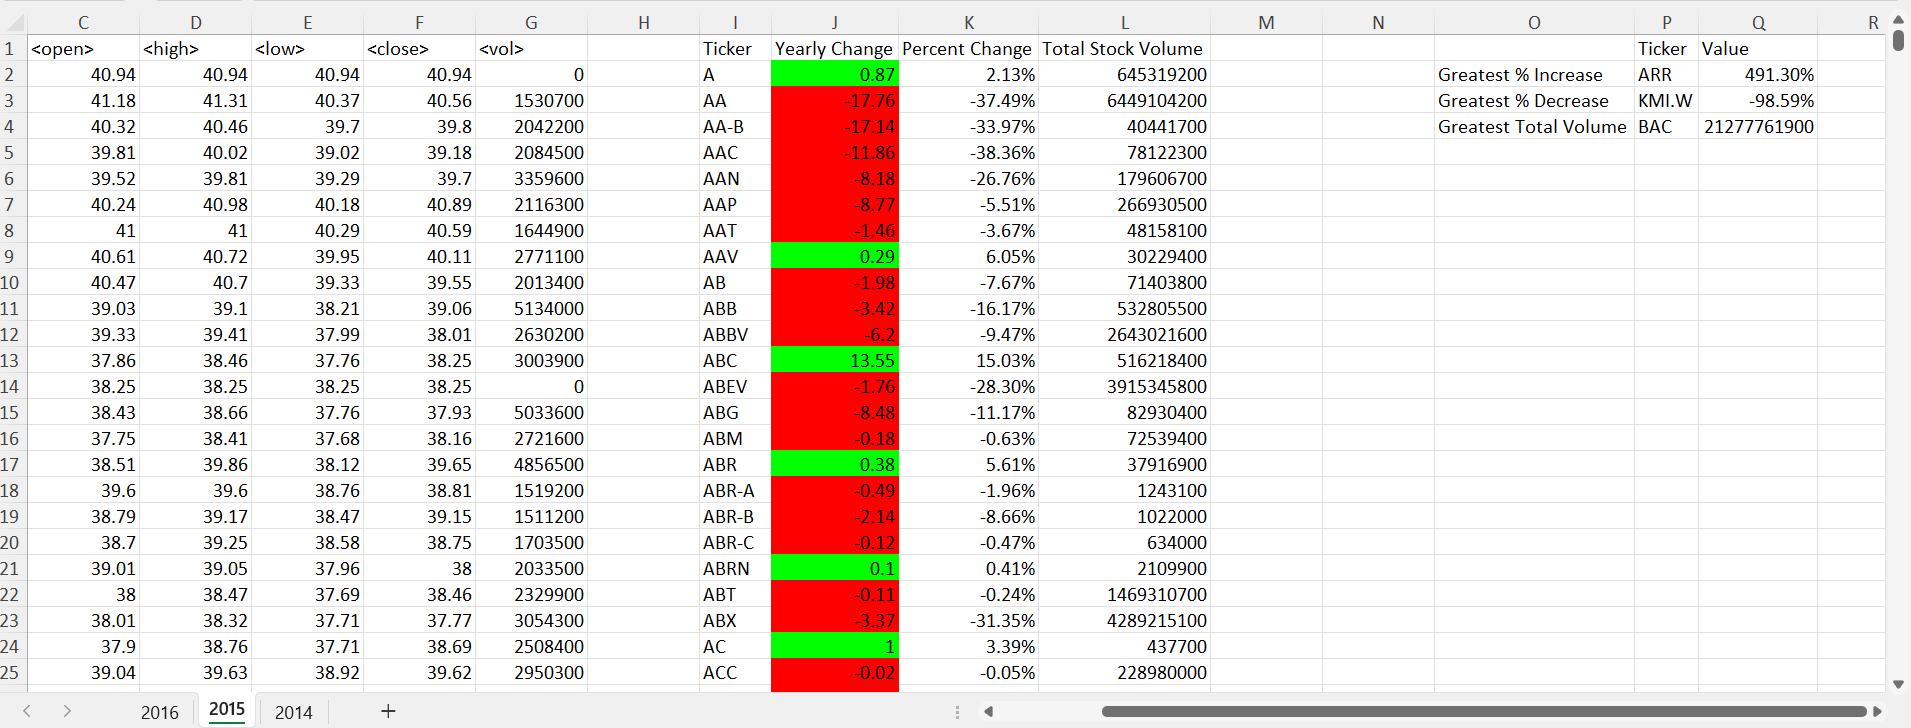 C D E F G H I J K L M N O P Q R
1 <open> <high> <low> <close> <vol> Ticker Yearly Change Percent Change Total Stock Volume Ticker Value
2 40.94 40.94 40.94 40.94 0 A 0.87 2.13% 645319200 Greatest % Increase ARR 491.30%
3 41.18 41.31 40.37 40.56 1530700 AA -17.76 -37.49% 6449104200 Greatest % Decrease KMI.W -98.59%
4 40.32 40.46 39.7 39.8 2042200 AA-B -17.14 -33.97% 40441700 Greatest Total Volume BAC 21277761900
5 39.81 40.02 39.02 39.18 2084500 AAC -11.86 -38.36% 78122300
6 39.52 39.81 39.29 39.7 3359600 AAN -8.18 -26.76% 179606700
7 40.24 40.98 40.18 40.89 2116300 AAP -8.77 -5.51% 266930500
8 41 41 40.29 40.59 1644900 AAT -1.46 -3.67% 48158100
9 40.61 40.72 39.95 40.11 2771100 AAV 0.29 6.05% 30229400
10 40.47 40.7 39.33 39.55 2013400 AB -1.98 -7.67% 71403800
11 39.03 39.1 38.21 39.06 5134000 ABB -3.42 -16.17% 532805500
12 39.33 39.41 37.99 38.01 2630200 ABBV -6.2 -9.47% 2643021600
13 37.86 38.46 37.76 38.25 3003900 ABC 13.55 15.03% 516218400
14 38.25 38.25 38.25 38.25 0 ABEV -1.76 -28.30% 3915345800
15 38.43 38.66 37.76 37.93 5033600 ABG -8.48 -11.17% 82930400
16 37.75 38.41 37.68 38.16 2721600 ABM -0.18 -0.63% 72539400
17 38.51 39.86 38.12 39.65 4856500 ABR 0.38 5.61% 37916900
18 39.6 39.6 38.76 38.81 1519200 ABR-A -0.49 -1.96% 1243100
19 38.79 39.17 38.47 39.15 1511200 ABR-B -2.14 -8.66% 1022000
20 38.7 39.25 38.58 38.75 1703500 ABR-C -0.12 -0.47% 634000
21 39.01 39.05 37.96 38 2033500 ABRN 0.1 0.41% 2109900
22 38 38.47 37.69 38.46 2329900 ABT -0.11 -0.24% 1469310700
23 38.01 38.32 37.71 37.77 3054300 ABX -3.37 -31.35% 4289215100
24 37.9 38.76 37.71 38.69 2508400 AC 1 3.39% 437700
25 39.04 39.63 38.92 39.62 2950300 ACC -0.02 -0.05% 228980000
2016 2015 2014 +